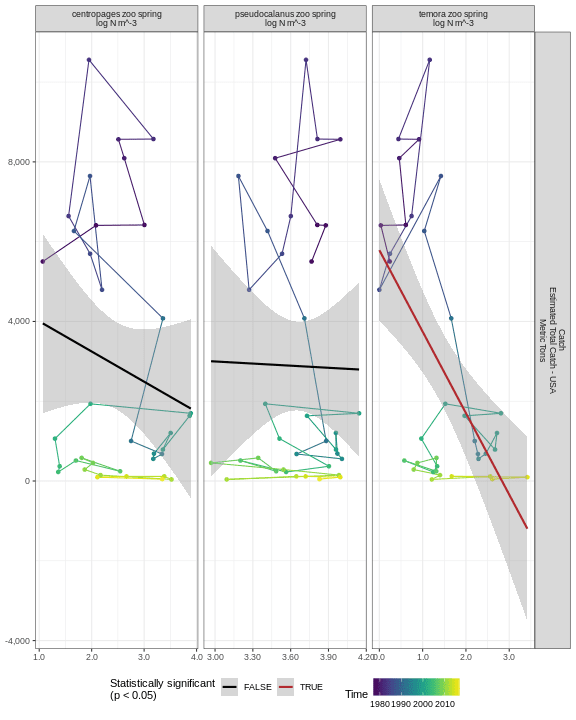 centropages zoo spring
log N m^-3
pseudocalanus zoo spring
log N m^-3
temora zoo spring
log N m^-3
8,000
4,000
0
-4,000
Catch
Estimated Total Catch - USA
Metric Tons
1.0 2.0 3.0 4.0
3.00 3.30 3.60 3.90 4.20
0.0 1.0 2.0 3.0
Statistically significant
(p < 0.05)
FALSE
TRUE
Time
1980 1990 2000 2010